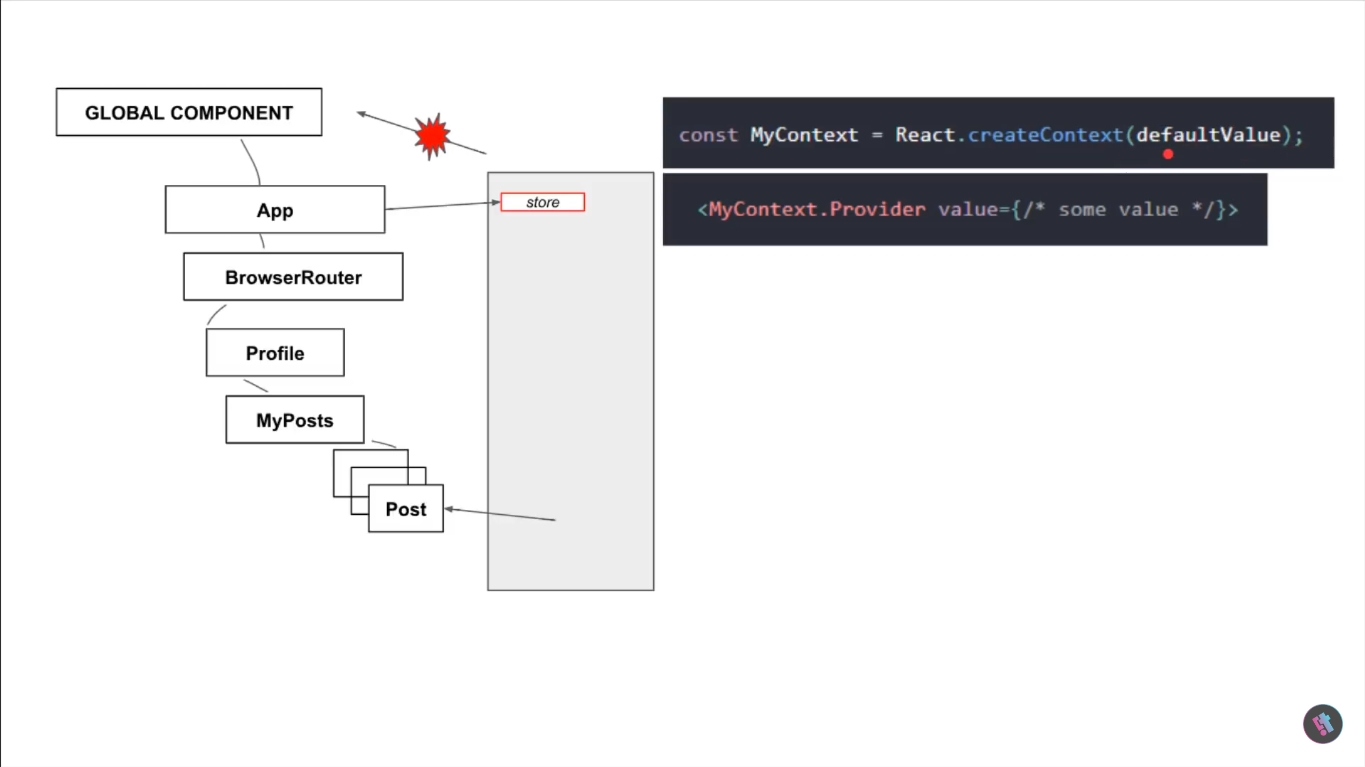 GLOBAL COMPONENT
const MyContext = React.createContext(defaultValue);
App
store
<MyContext.Provider value={/* some value */}>
BrowserRouter
Profile
MyPosts
Post